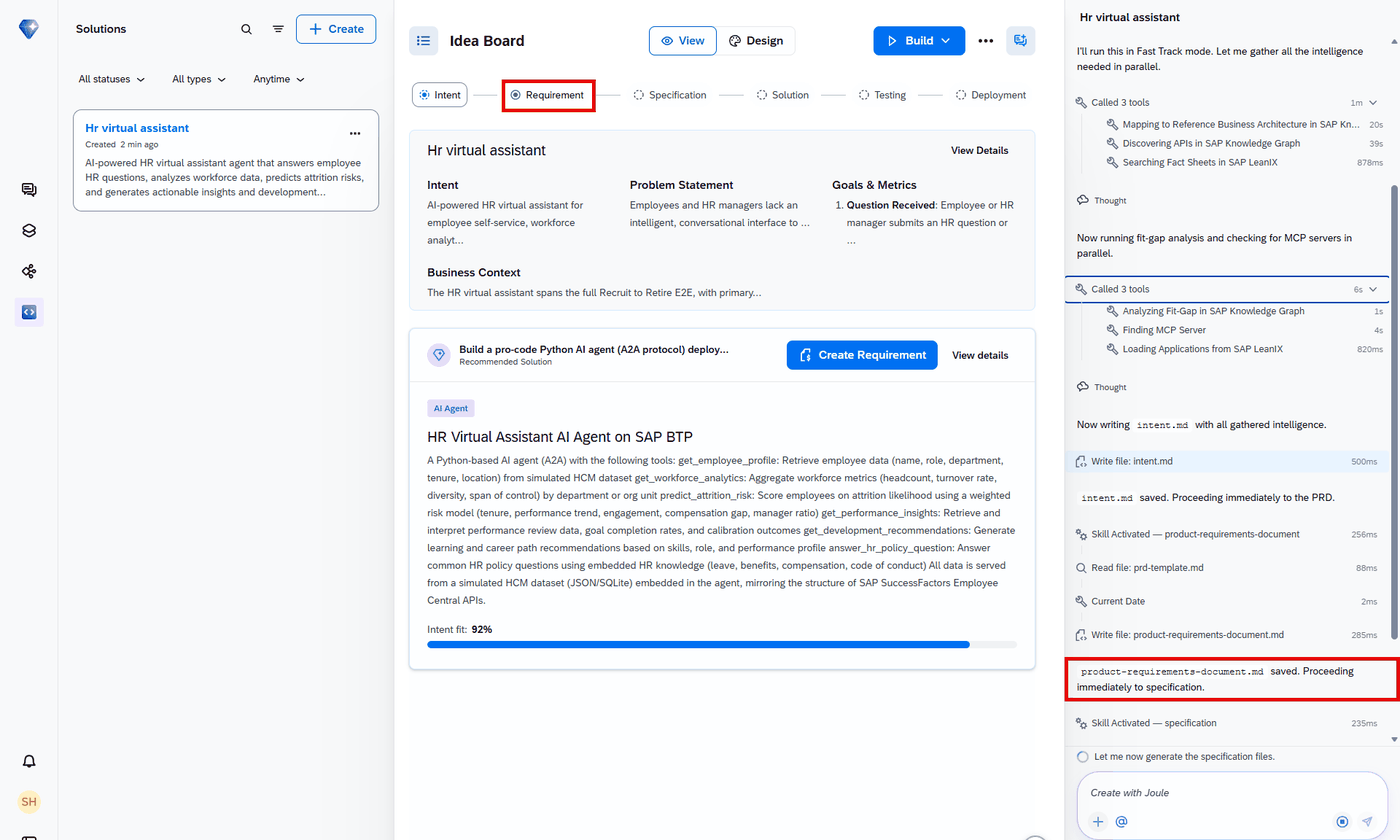 Solutions
Create
All statuses
All types
Anytime
Hr virtual assistant
Created 2 min ago
AI-powered HR virtual assistant agent that answers employee
HR questions, analyzes workforce data, predicts attrition risks,
and generates actionable insights and development...
SH
Idea Board
View
Design
Build
Intent
Requirement
Specification
Solution
Testing
Deployment
Hr virtual assistant
View Details
Intent
AI-powered HR virtual assistant for
employee self-service, workforce
analyt...
Problem Statement
Employees and HR managers lack an
intelligent, conversational interface to ...
Goals & Metrics
1. Question Received: Employee or HR
manager submits an HR question or
...
Business Context
The HR virtual assistant spans the full Recruit to Retire E2E, with primary...
Build a pro-code Python AI agent (A2A protocol) deploy...
Recommended Solution
Create Requirement
View details
AI Agent
HR Virtual Assistant AI Agent on SAP BTP
A Python-based AI agent (A2A) with the following tools: get_employee_profile: Retrieve employee data (name, role, department,
tenure, location) from simulated HCM dataset get_workforce_analytics: Aggregate workforce metrics (headcount, turnover rate,
diversity, span of control) by department or org unit predict_attrition_risk: Score employees on attrition likelihood using a weighted
risk model (tenure, performance trend, engagement, compensation gap, manager ratio) get_performance_insights: Retrieve and
interpret performance review data, goal completion rates, and calibration outcomes get_development_recommendations: Generate
learning and career path recommendations based on skills, role, and performance profile answer_hr_policy_question: Answer
common HR policy questions using embedded HR knowledge (leave, benefits, compensation, code of conduct) All data is served
from a simulated HCM dataset (JSON/SQLite) embedded in the agent, mirroring the structure of SAP SuccessFactors Employee
Central APIs.
Intent fit: 92%
Hr virtual assistant
I'll run this in Fast Track mode. Let me gather all the intelligence
needed in parallel.
Called 3 tools 1m
Mapping to Reference Business Architecture in SAP Kn... 20s
Discovering APIs in SAP Knowledge Graph 39s
Searching Fact Sheets in SAP LeanIX 878ms
Thought
Now running fit-gap analysis and checking for MCP servers in
parallel.
Called 3 tools 6s
Analyzing Fit-Gap in SAP Knowledge Graph 1s
Finding MCP Server 4s
Loading Applications from SAP LeanIX 820ms
Thought
Now writing intent.md with all gathered intelligence.
Write file: intent.md 500ms
intent.md saved. Proceeding immediately to the PRD.
Skill Activated — product-requirements-document 256ms
Read file: prd-template.md 88ms
Current Date 2ms
Write file: product-requirements-document.md 285ms
product-requirements-document.md saved. Proceeding
immediately to specification.
Skill Activated — specification 235ms
Let me now generate the specification files.
Create with Joule